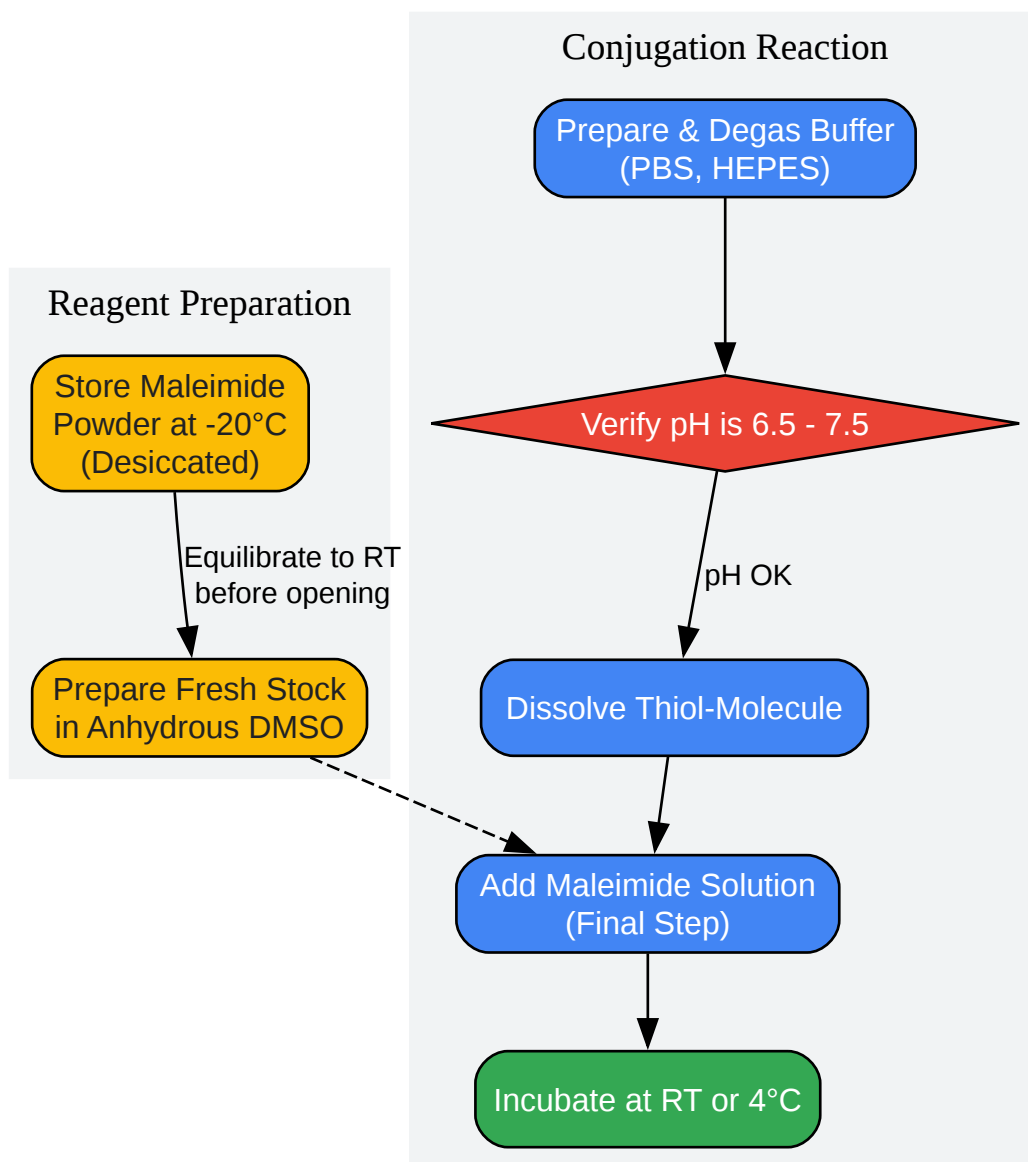 Conjugation Reaction
Prepare & Degas Buffer
(PBS, HEPES)
Verify pH is 6.5 - 7.5
pH OK
Dissolve Thiol-Molecule
Add Maleimide Solution
(Final Step)
Incubate at RT or 4°C
Reagent Preparation
Store Maleimide
Powder at -20°C
(Desiccated)
Equilibrate to RT
before opening
Prepare Fresh Stock
in Anhydrous DMSO